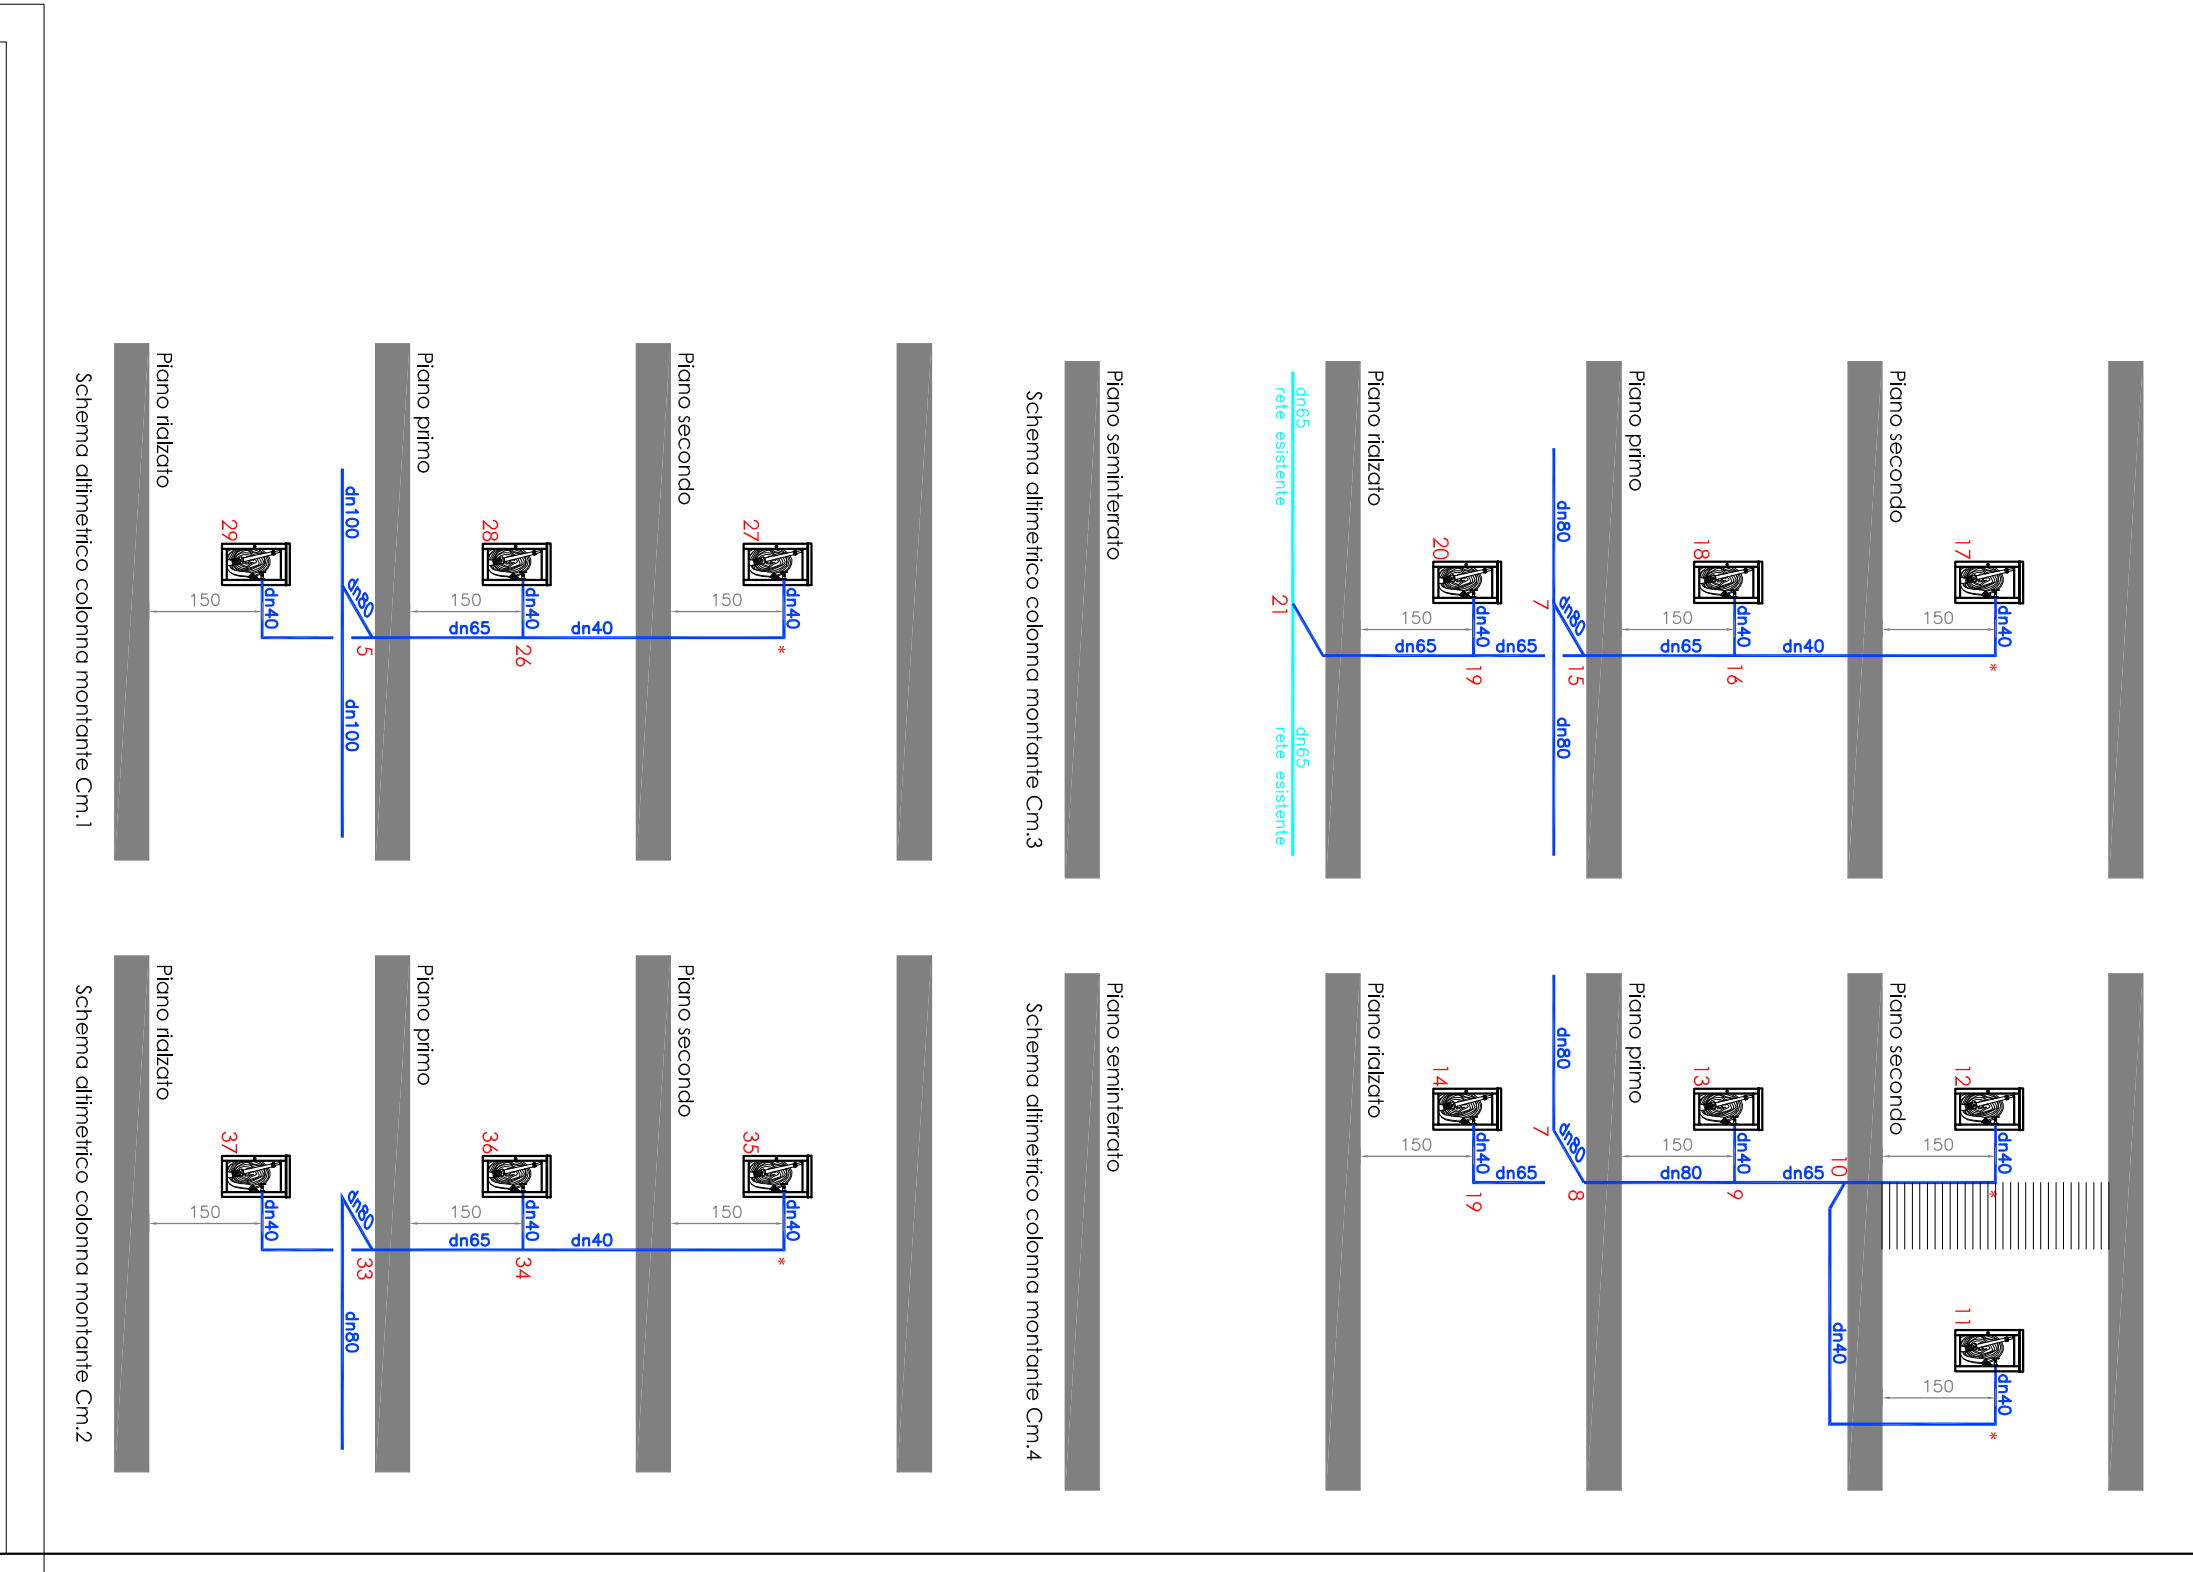 Piano secondo
27
dn40
150
*
Piano primo
28
dn40
150
dn65
dn40
26
dn100
dn80
5
dn100
Piano rialzato
29
dn40
150
Schema altimetrico colonna montante Cm.1
Piano secondo
35
dn40
150
*
Piano primo
36
dn40
150
dn65
dn40
34
dn80
33
dn80
Piano rialzato
37
dn40
150
Schema altimetrico colonna montante Cm.2
Piano secondo
17
dn40
150
*
Piano primo
18
dn40
150
dn65
dn40
16
dn80
7
dn80
15
dn80
Piano rialzato
20
dn40
150
dn65
dn65
19
dn65
rete esistente
21
dn65
rete esistente
Piano seminterrato
Schema altimetrico colonna montante Cm.3
Piano secondo
12
dn40
150
*
11
dn40
150
*
10
dn40
Piano primo
13
dn40
150
dn80
dn65
9
dn80
7
dn80
8
Piano rialzato
14
dn40
150
dn65
19
Piano seminterrato
Schema altimetrico colonna montante Cm.4